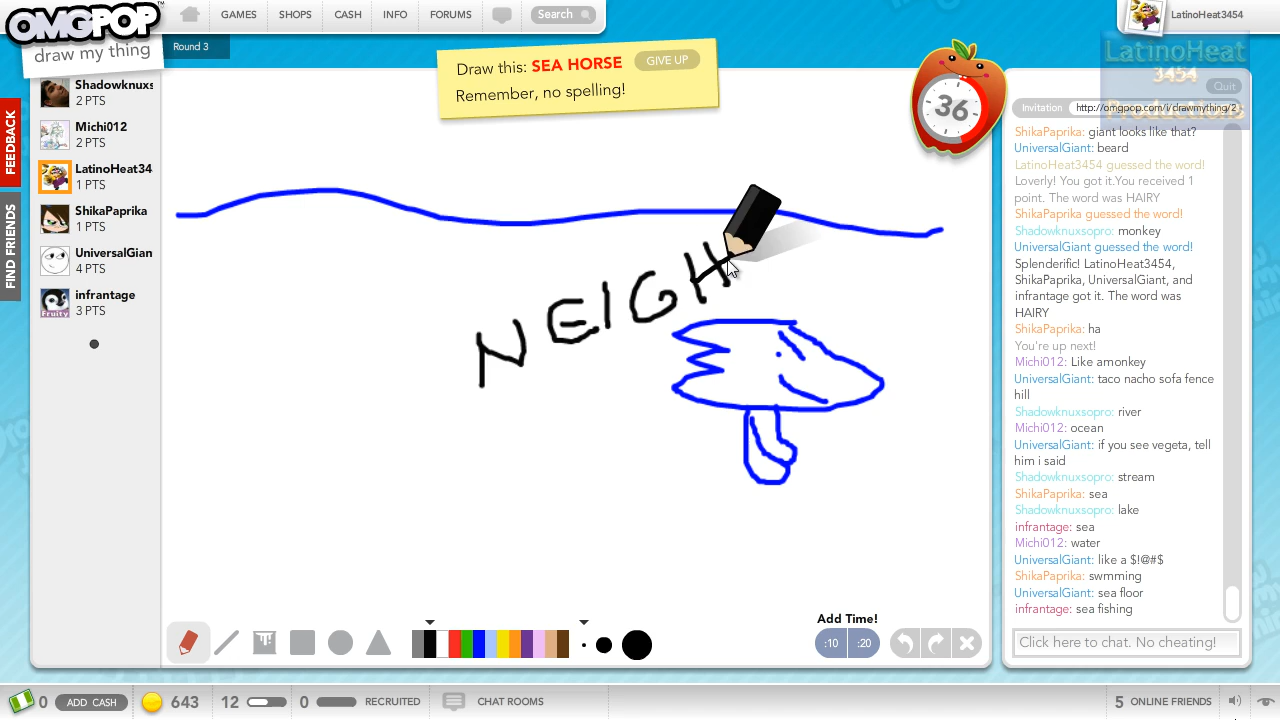 OMGPOP™
draw my thing
GAMES
SHOPS
CASH
INFO
FORUMS
Search
LatinoHeat3454
Round 3
Draw this: SEA HORSE
GIVE UP
Remember, no spelling!
36
LatinoHeat
3454
Productions
Quit
Invitation
http://omgpop.com/i/drawmything/2
FEEDBACK
FIND FRIENDS
Shadowknuxs
2 PTS
Michi012
2 PTS
LatinoHeat34
1 PTS
ShikaPaprika
1 PTS
UniversalGian
4 PTS
infrantage
3 PTS
Fruity
NEIGH
ShikaPaprika: giant looks like that?
UniversalGiant: beard
LatinoHeat3454 guessed the word!
Loverly! You got it.You received 1
point. The word was HAIRY
ShikaPaprika guessed the word!
Shadowknuxsopro: monkey
UniversalGiant guessed the word!
Splenderific! LatinoHeat3454,
ShikaPaprika, UniversalGiant, and
infrantage got it. The word was
HAIRY
ShikaPaprika: ha
You're up next!
Michi012: Like amonkey
UniversalGiant: taco nacho sofa fence
hill
Shadowknuxsopro: river
Michi012: ocean
UniversalGiant: if you see vegeta, tell
him i said
Shadowknuxsopro: stream
ShikaPaprika: sea
Shadowknuxsopro: lake
infrantage: sea
Michi012: water
UniversalGiant: like a $!@#$
ShikaPaprika: swmming
UniversalGiant: sea floor
infrantage: sea fishing
Click here to chat. No cheating!
Add Time!
:10
:20
0
ADD CASH
643
12
0
RECRUITED
CHAT ROOMS
5 ONLINE FRIENDS